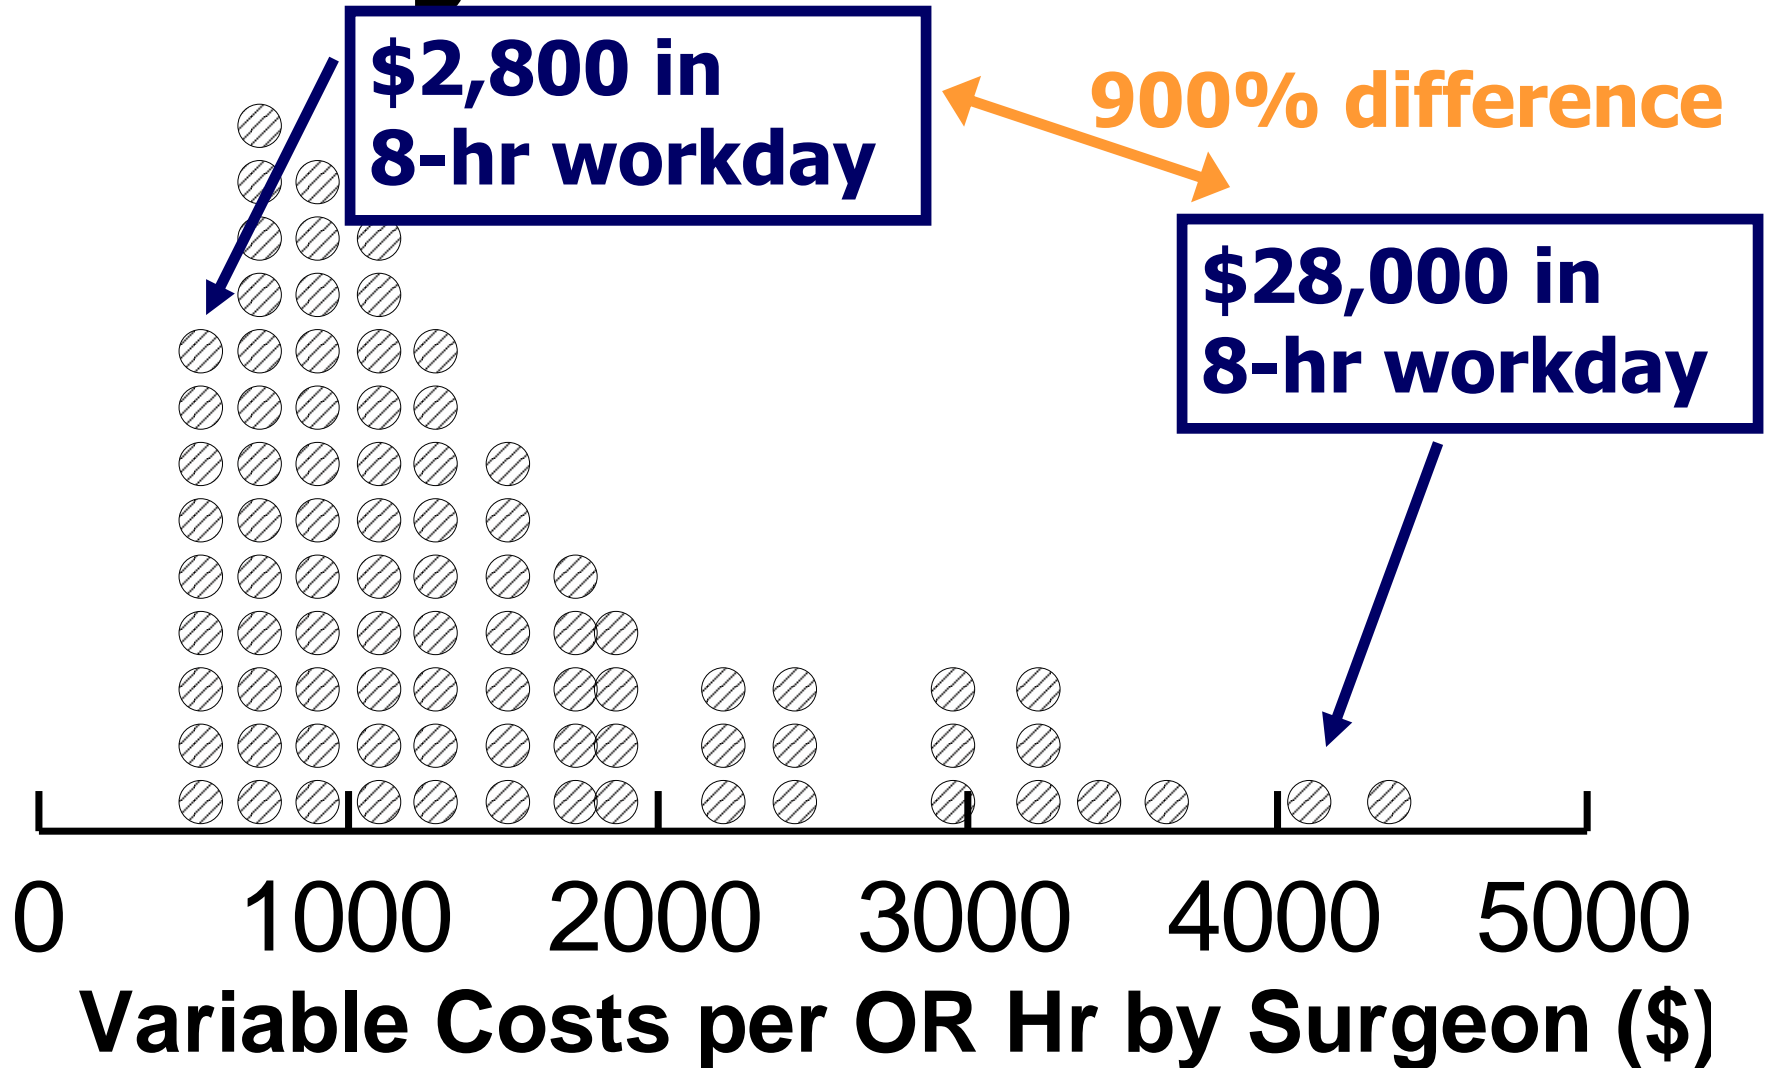 $2,800 in
8-hr workday
900% difference
$28,000 in
8-hr workday
0 1000 2000 3000 4000 5000
Variable Costs per OR Hr by Surgeon ($)